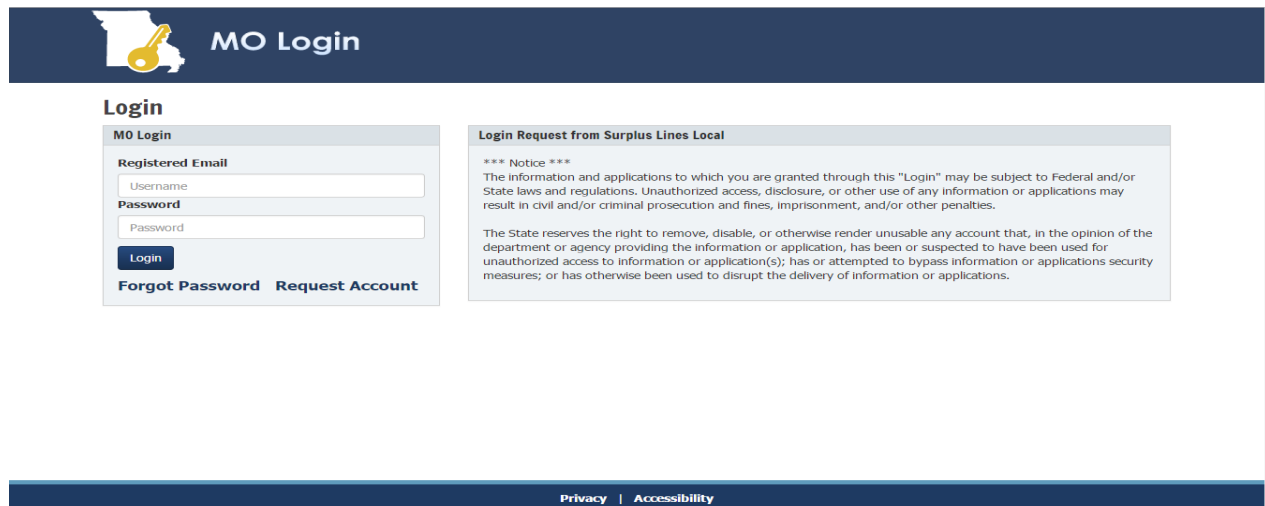 MO Login
Login
MO Login
Registered Email
Username
Password
Password
Login
Forgot Password Request Account
Login Request from Surplus Lines Local
*** Notice ***
The information and applications to which you are granted through this "Login" may be subject to Federal and/or
State laws and regulations. Unauthorized access, disclosure, or other use of any information or applications may
result in civil and/or criminal prosecution and fines, imprisonment, and/or other penalties.
The State reserves the right to remove, disable, or otherwise render unusable any account that, in the opinion of the
department or agency providing the information or application, has been or suspected to have been used for
unauthorized access to information or application(s); has or attempted to bypass information or applications security
measures; or has otherwise been used to disrupt the delivery of information or applications.
Privacy | Accessibility